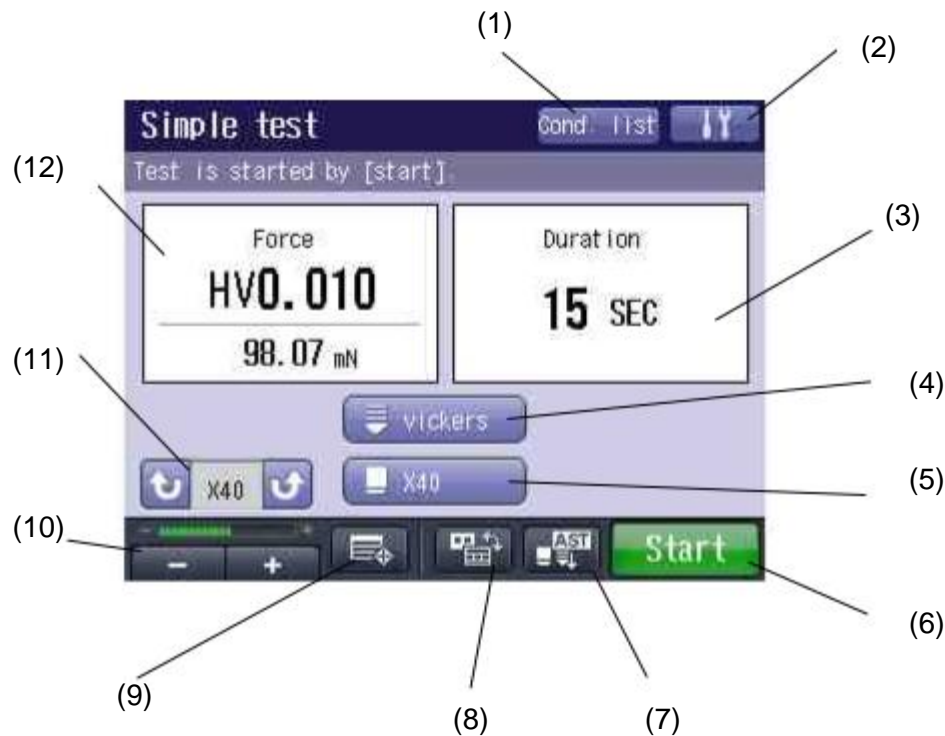 (1)
(2)
Simple test
Cond. list
Test is started by [start].
(12)
(3)
Force
HV0.010
98.07 mN
Duration
15 SEC
(11)
(4)
vickers
(5)
X40
X40
(10)
- +
- +
AST
Start
(6)
(9)
(8)
(7)